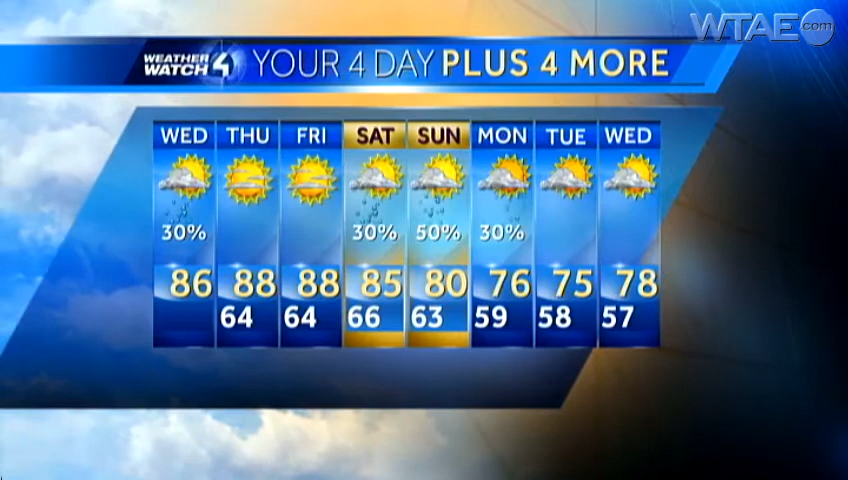 WTAE.com
WEATHER
WATCH 4
YOUR 4 DAY PLUS 4 MORE
WED THU FRI SAT SUN MON TUE WED
30% 30% 50% 30%
86 88 88 85 80 76 75 78
64 64 66 63 59 58 57